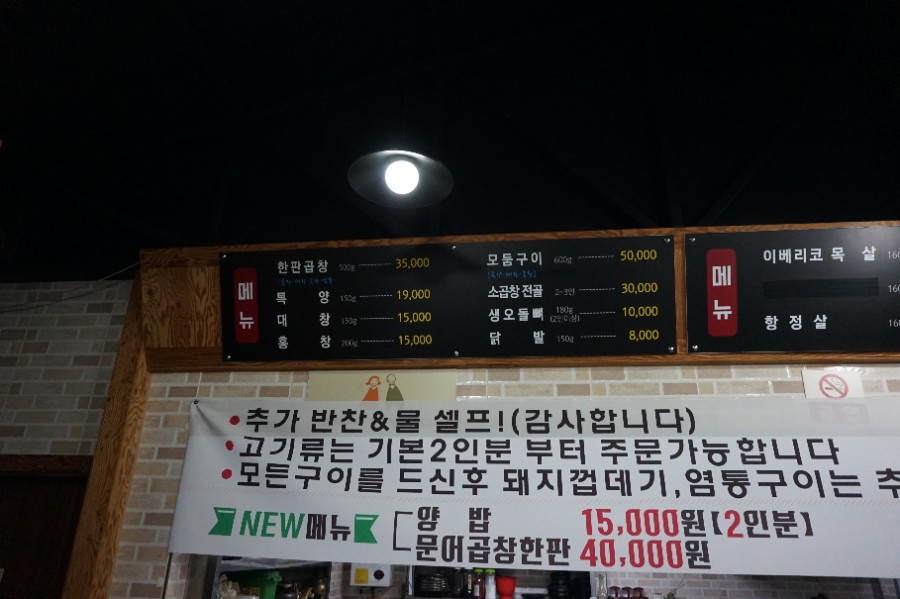 메뉴
한판곱창 500g 35,000
특 양 150g 19,000
대 창 150g 15,000
홍 창 200g 15,000
모둠구이 600g 50,000
소곱창전골 2-3인 30,000
생오돌뼈 180g (2인이상) 10,000
닭 발 150g 8,000
메뉴
이베리코 목 살 160
항 정 살 160
•추가 반찬&물 셀프!(감사합니다)
•고기류는 기본2인분 부터 주문가능합니다
•모든구이를 드신후 돼지껍데기,염통구이는 추
NEW메뉴
양 밥 15,000원【2인분】
문어곱창한판 40,000원